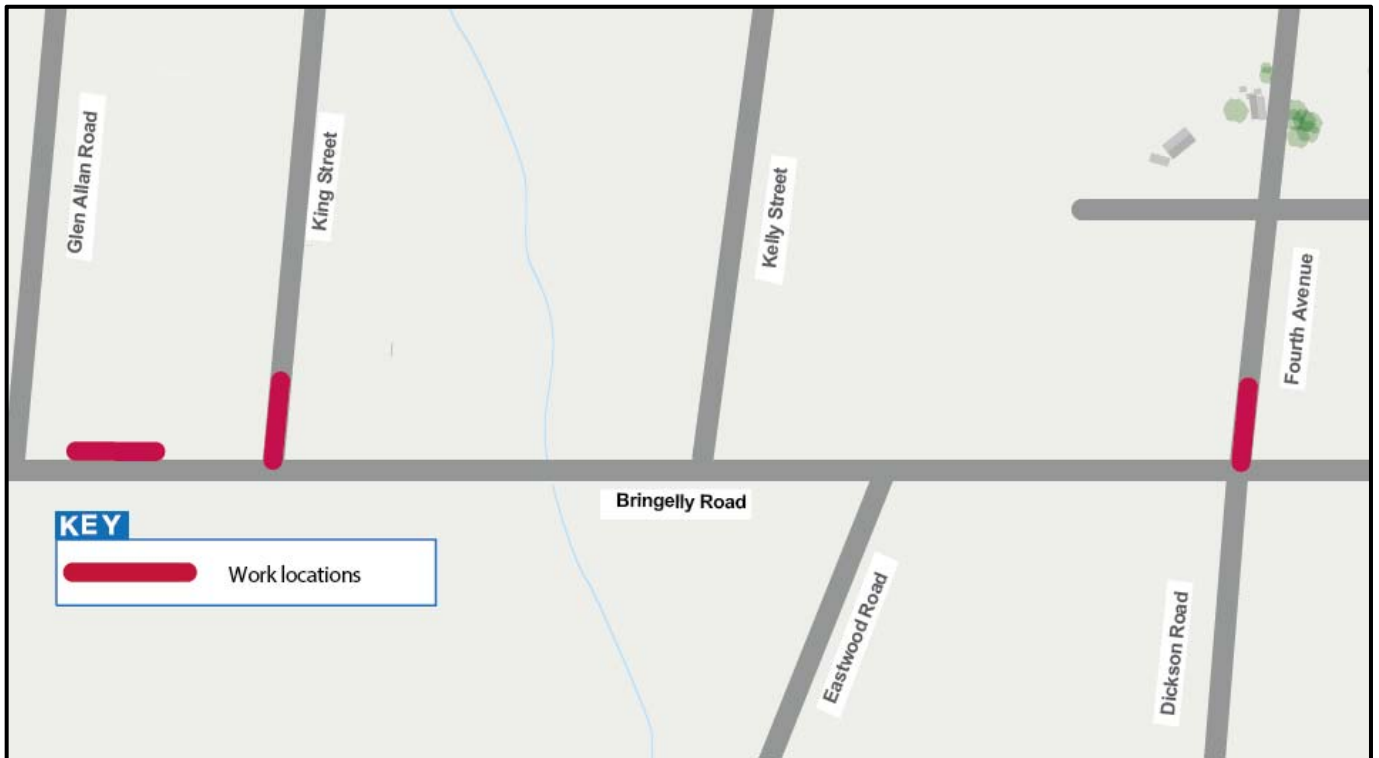 Glen Allan Road
King Street
Kelly Street
Fourth Avenue
Bringelly Road
KEY
Work locations
Eastwood Road
Dickson Road